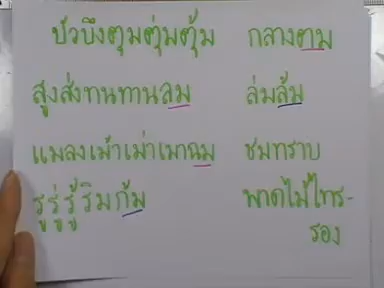 บัวบึงตุมตุ่มตุ้ม กลางตม
สูงส่งทนทานลม ล่มล้ม
แมลงเม้าเม่าเมาฉม ชมทราบ
รูรู่รู้ริมก้ม พาดไม้ไทร-
รอง